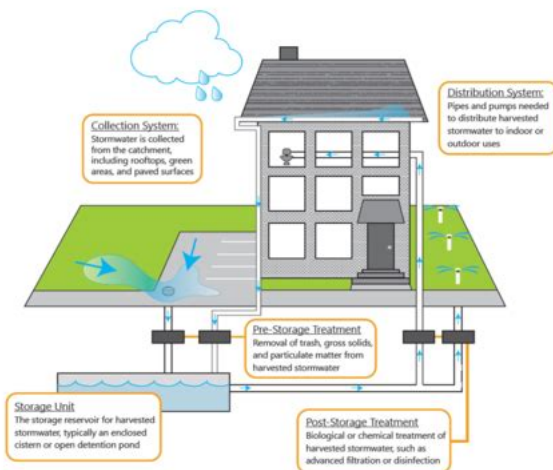 Collection System:
Stormwater is collected
from the catchment,
including rooftops, green
areas, and paved surfaces
Distribution System:
Pipes and pumps needed
to distribute harvested
stormwater to indoor or
outdoor uses
Pre-Storage Treatment
Removal of trash, gross solids,
and particulate matter from
harvested stormwater
Storage Unit
The storage reservoir for harvested
stormwater, typically an enclosed
cistern or open detention pond
Post-Storage Treatment
Biological or chemical treatment of
harvested stormwater, such as
advanced filtration or disinfection